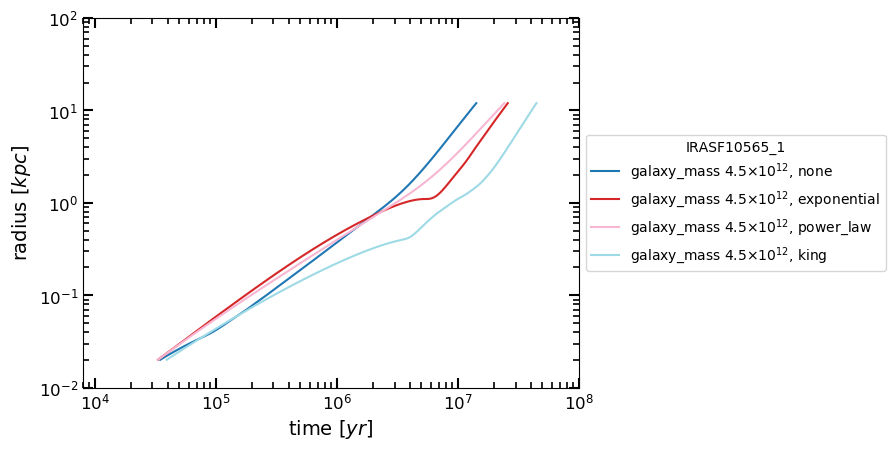 10²
10¹
10⁰
10⁻¹
10⁻²
radius [kpc]
10⁴ 10⁵ 10⁶ 10⁷ 10⁸
time [yr]
IRASF10565_1
galaxy_mass 4.5×10¹², none
galaxy_mass 4.5×10¹², exponential
galaxy_mass 4.5×10¹², power_law
galaxy_mass 4.5×10¹², king